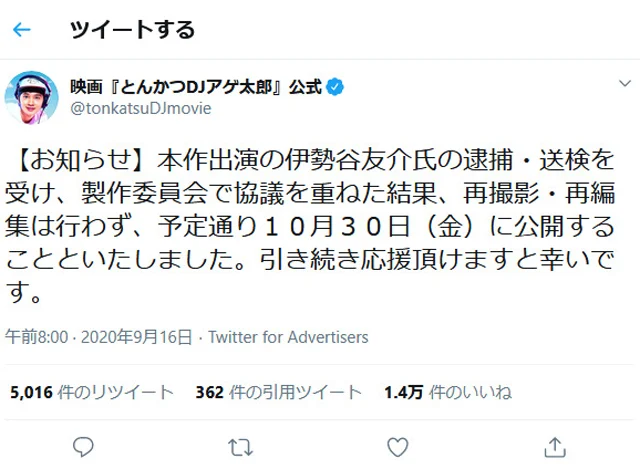 ツイートする
映画『とんかつDJアゲ太郎』公式
@tonkatsuDJmovie
【お知らせ】本作出演の伊勢谷友介氏の逮捕・送検を
受け、製作委員会で協議を重ねた結果、再撮影・再編
集は行わず、予定通り１０月３０日（金）に公開する
ことといたしました。引き続き応援頂けますと幸いで
す。
午前8:00 · 2020年9月16日 · Twitter for Advertisers
5,016 件のリツイート 362 件の引用ツイート 1.4万 件のいいね